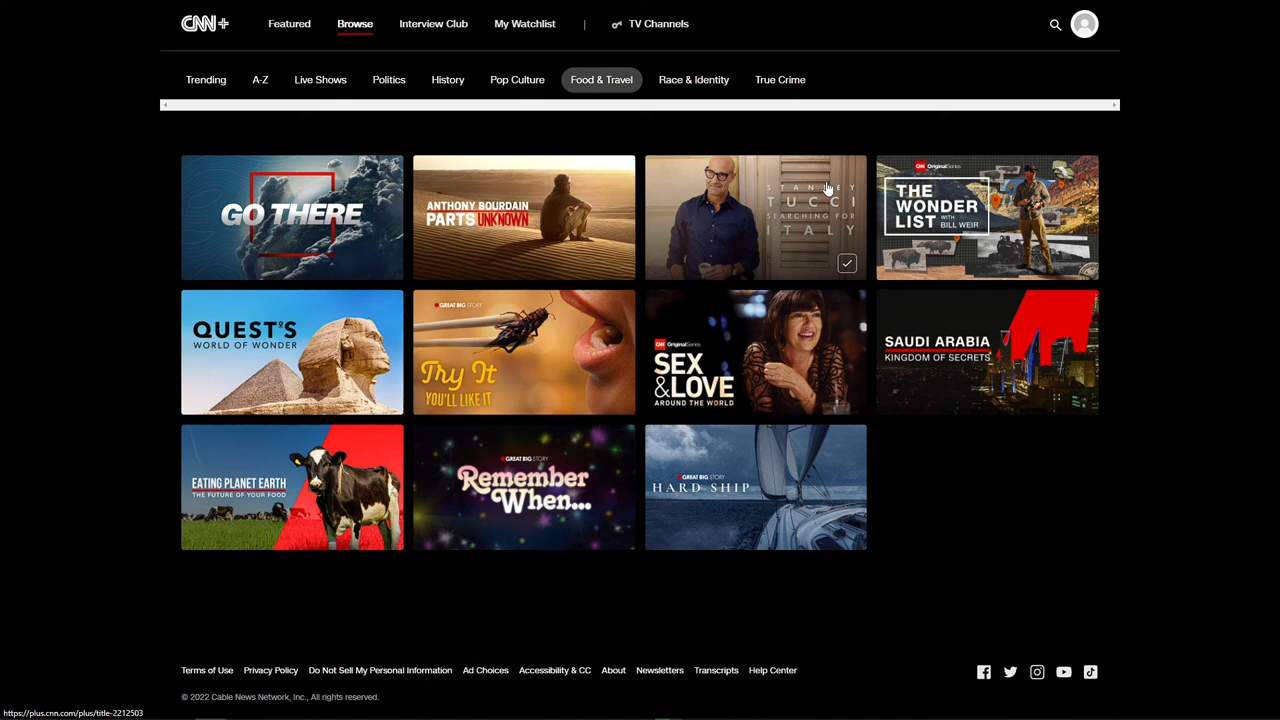 CNN+
Featured
Browse
Interview Club
My Watchlist
TV Channels
Trending
A-Z
Live Shows
Politics
History
Pop Culture
Food & Travel
Race & Identity
True Crime
GO THERE
ANTHONY BOURDAIN
PARTS UNKNOWN
STANLEY
TUCCI
SEARCHING FOR
ITALY
CNN OriginalSeries
THE
WONDER
LIST WITH
BILL WEIR
QUEST'S
WORLD OF WONDER
GREAT BIG STORY
Try It
YOU'LL LIKE IT
CNN OriginalSeries
SEX
& LOVE
AROUND THE WORLD
SAUDI ARABIA
KINGDOM OF SECRETS
EATING PLANET EARTH
THE FUTURE OF YOUR FOOD
GREAT BIG STORY
Remember
When...
GREAT BIG STORY
HARD SHIP
Terms of Use
Privacy Policy
Do Not Sell My Personal Information
Ad Choices
Accessibility & CC
About
Newsletters
Transcripts
Help Center
© 2022 Cable News Network, Inc., All rights reserved.
https://plus.cnn.com/plus/title-2212503